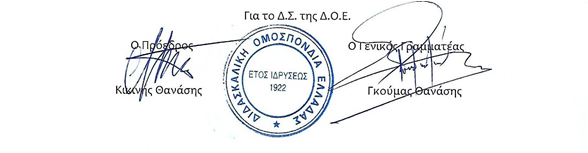 Για το Δ.Σ. της Δ.Ο.Ε.
Ο Πρόεδρος
Ο Γενικός Γραμματέας
ΔΙΔΑΣΚΑΛΙΚΗ ΟΜΟΣΠΟΝΔΙΑ ΕΛΛΑΔΑΣ
ΕΤΟΣ ΙΔΡΥΣΕΩΣ
1922
Κικινής Θανάσης
Γκούμας Θανάσης